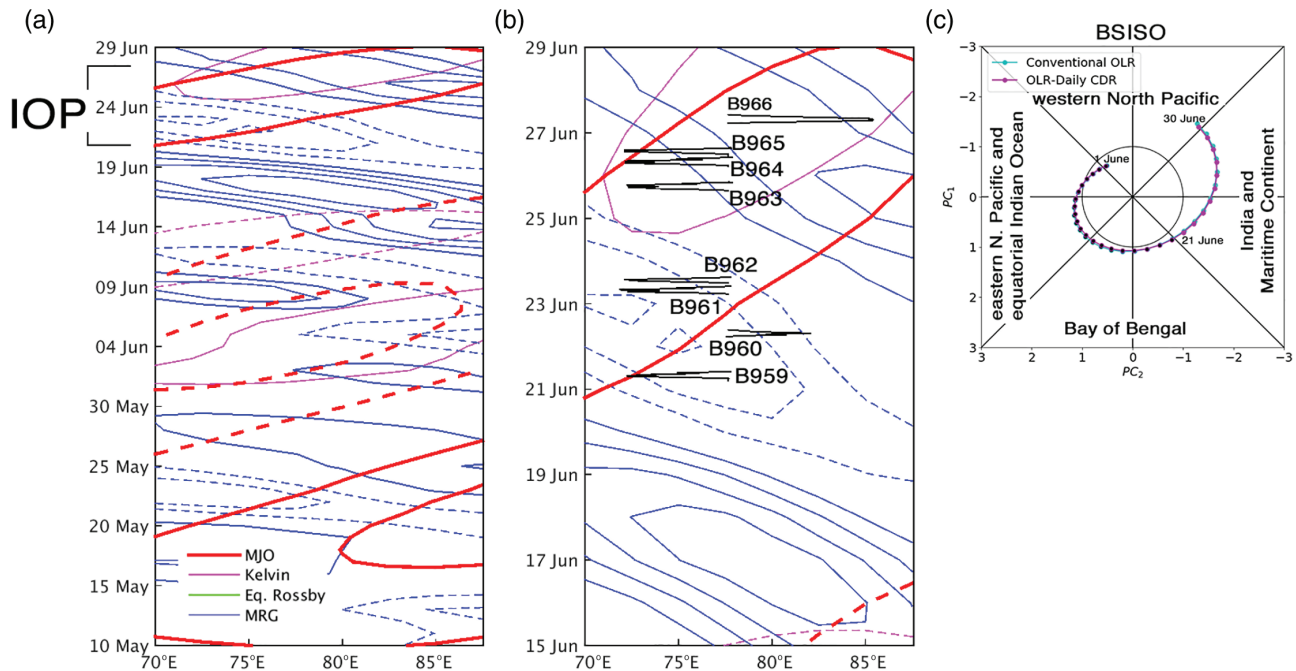 (a)
29 Jun
IOP
24 Jun
19 Jun
14 Jun
09 Jun
04 Jun
30 May
25 May
20 May
15 May
10 May
MJO
Kelvin
Eq. Rossby
MRG
70°E
75°E
80°E
85°E
(b)
29 Jun
27 Jun
25 Jun
23 Jun
21 Jun
19 Jun
17 Jun
15 Jun
B966
B965
B964
B963
B962
B961
B960
B959
70°E
75°E
80°E
85°E
(c)
BSISO
Conventional OLR
OLR-Daily CDR
western North Pacific
30 June
1 June
21 June
eastern N. Pacific and
equatorial Indian Ocean
India and
Maritime Continent
Bay of Bengal
−3
−2
−1
0
1
2
3
PC1
3
2
1
0
−1
−2
−3
PC2